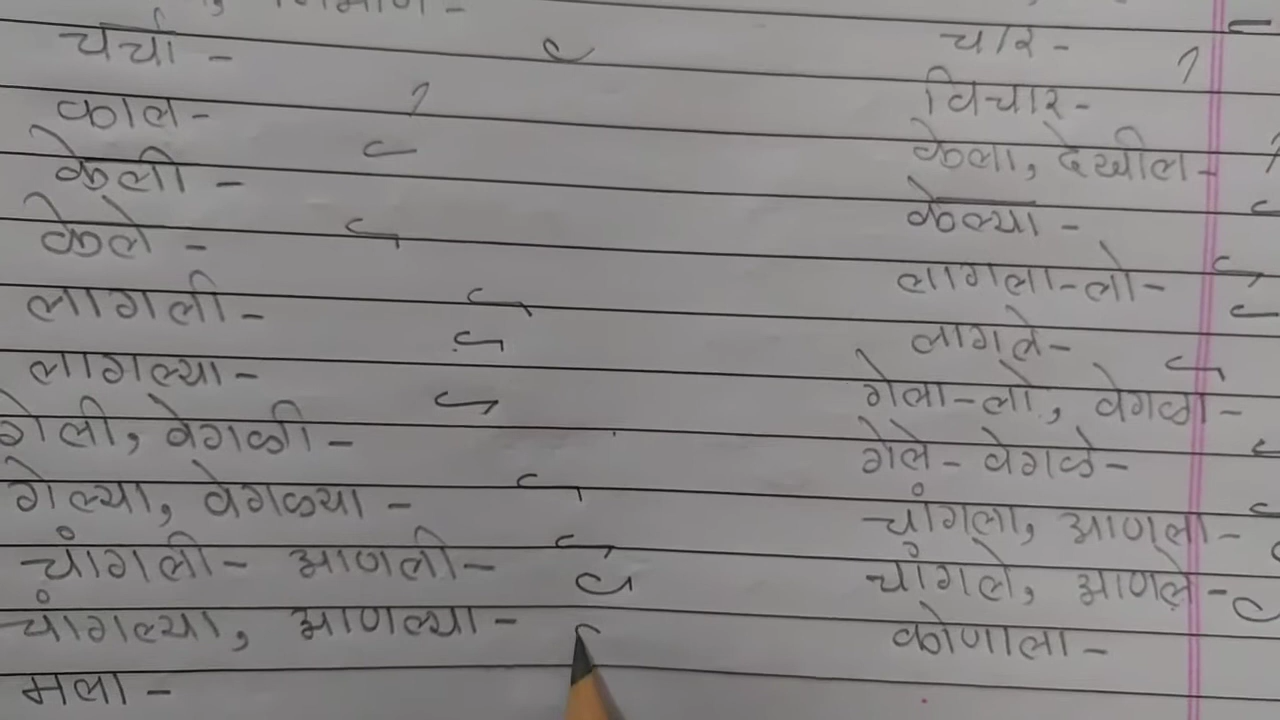 चर्चा - चार -
काल - विचार -
केली - केला, देखील -
केले - केल्या -
लागली - लागला - लो -
लागल्या - लागले -
गेली, वेगळी - गेला - लो, वेगळा -
गेल्या, वेगळ्या - गेले - वेगळे -
चांगली - आणली - चांगला, आणला -
चांगल्या, आणल्या - चांगले, आणले -
मला - कोणाला -